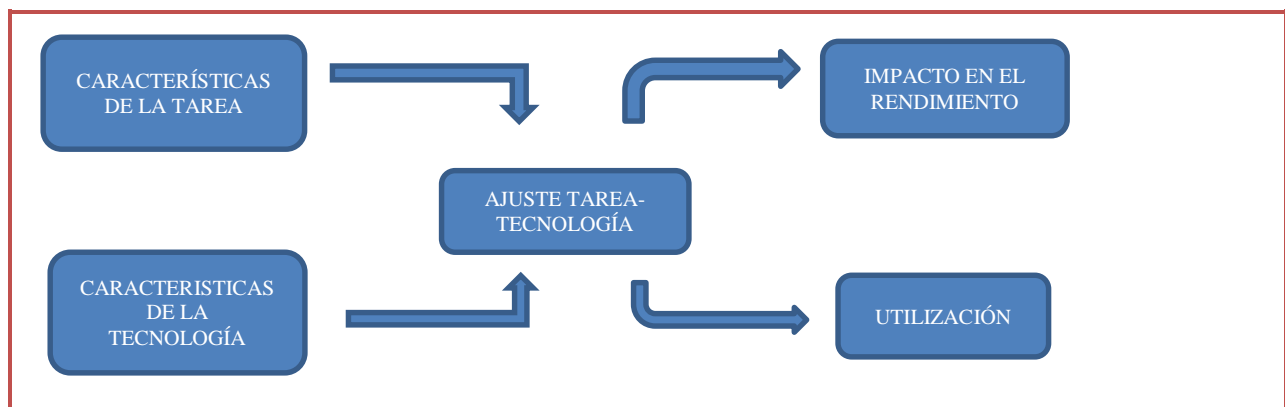 CARACTERÍSTICAS
DE LA TAREA
IMPACTO EN EL
RENDIMIENTO
AJUSTE TAREA-
TECNOLOGÍA
CARACTERISTICAS
DE LA
TECNOLOGÍA
UTILIZACIÓN